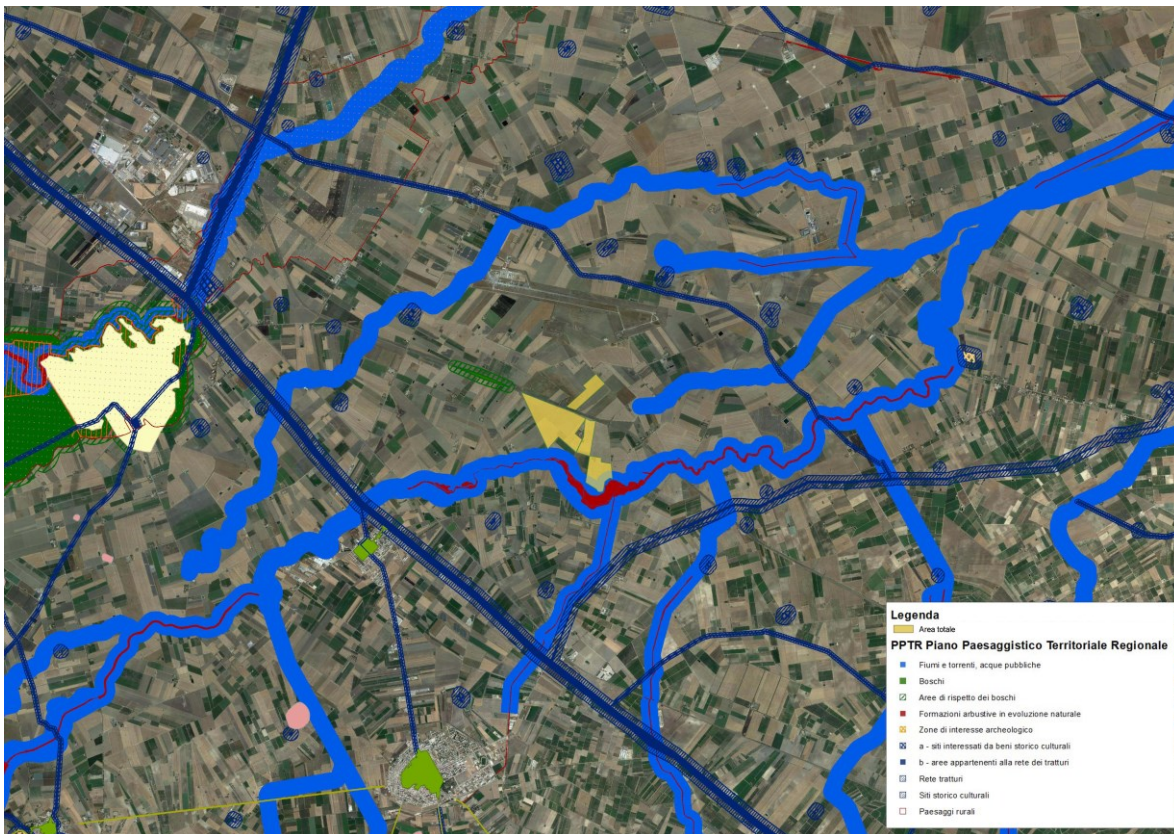 Legenda
Area totale
PPTR Piano Paesaggistico Territoriale Regionale
Fiumi e torrenti, acque pubbliche
Boschi
Aree di rispetto dei boschi
Formazioni arbustive in evoluzione naturale
Zone di interesse archeologico
a - siti interessati da beni storico culturali
b - aree appartenenti alla rete dei tratturi
Rete tratturi
Siti storico culturali
Paesaggi rurali